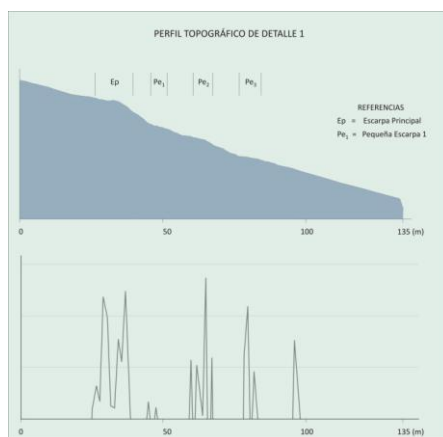 PERFIL TOPOGRÁFICO DE DETALLE 1
Ep Pe1 Pe2 Pe3
REFERENCIAS
Ep = Escarpa Principal
Pe1 = Pequeña Escarpa 1
0 50 100 135 (m)
0 50 100 135 (m)